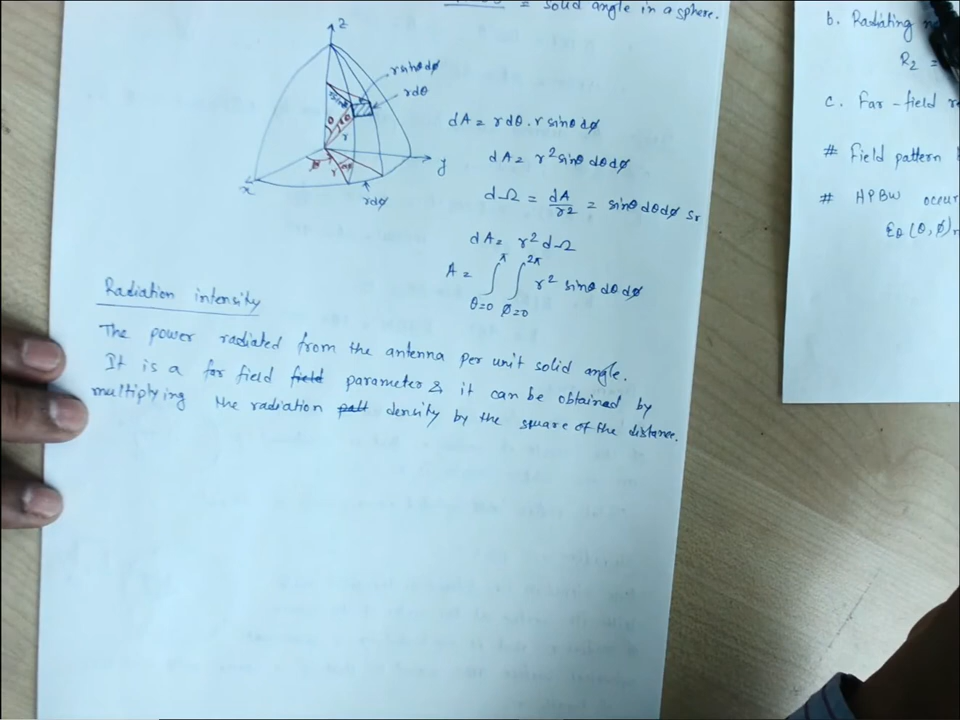 = solid angle in a sphere.
z
r sinθ dϕ
r dθ
θ
r
y
x
rdϕ
dA = r dθ . r sinθ dϕ
dA = r² sinθ dθ dϕ
dΩ = dA/r² = sinθ dθ dϕ Sr
dA = r² dΩ
A = ∫π θ=0 ∫2π ϕ=0 r² sinθ dθ dϕ
Radiation intensity
The power radiated from the antenna per unit solid angle.
It is a far field field parameter & it can be obtained by
multiplying the radiation patt density by the square of the distance.
b. Radiating
R₂ =
c. Far-field
# Field pattern
# HPBW occur
Eθ (θ, ϕ)n